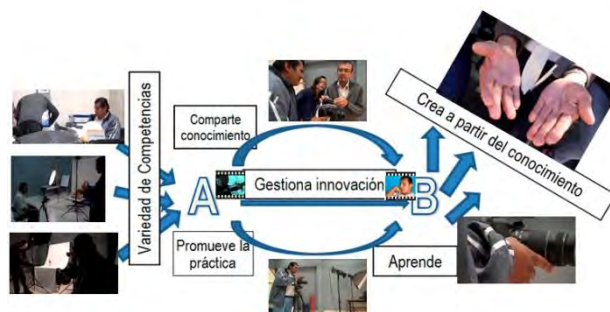 Variedad de Competencias
Comparte
conocimiento
A
Gestiona innovación
B
Promueve la
práctica
Aprende
Crea a partir del conocimiento